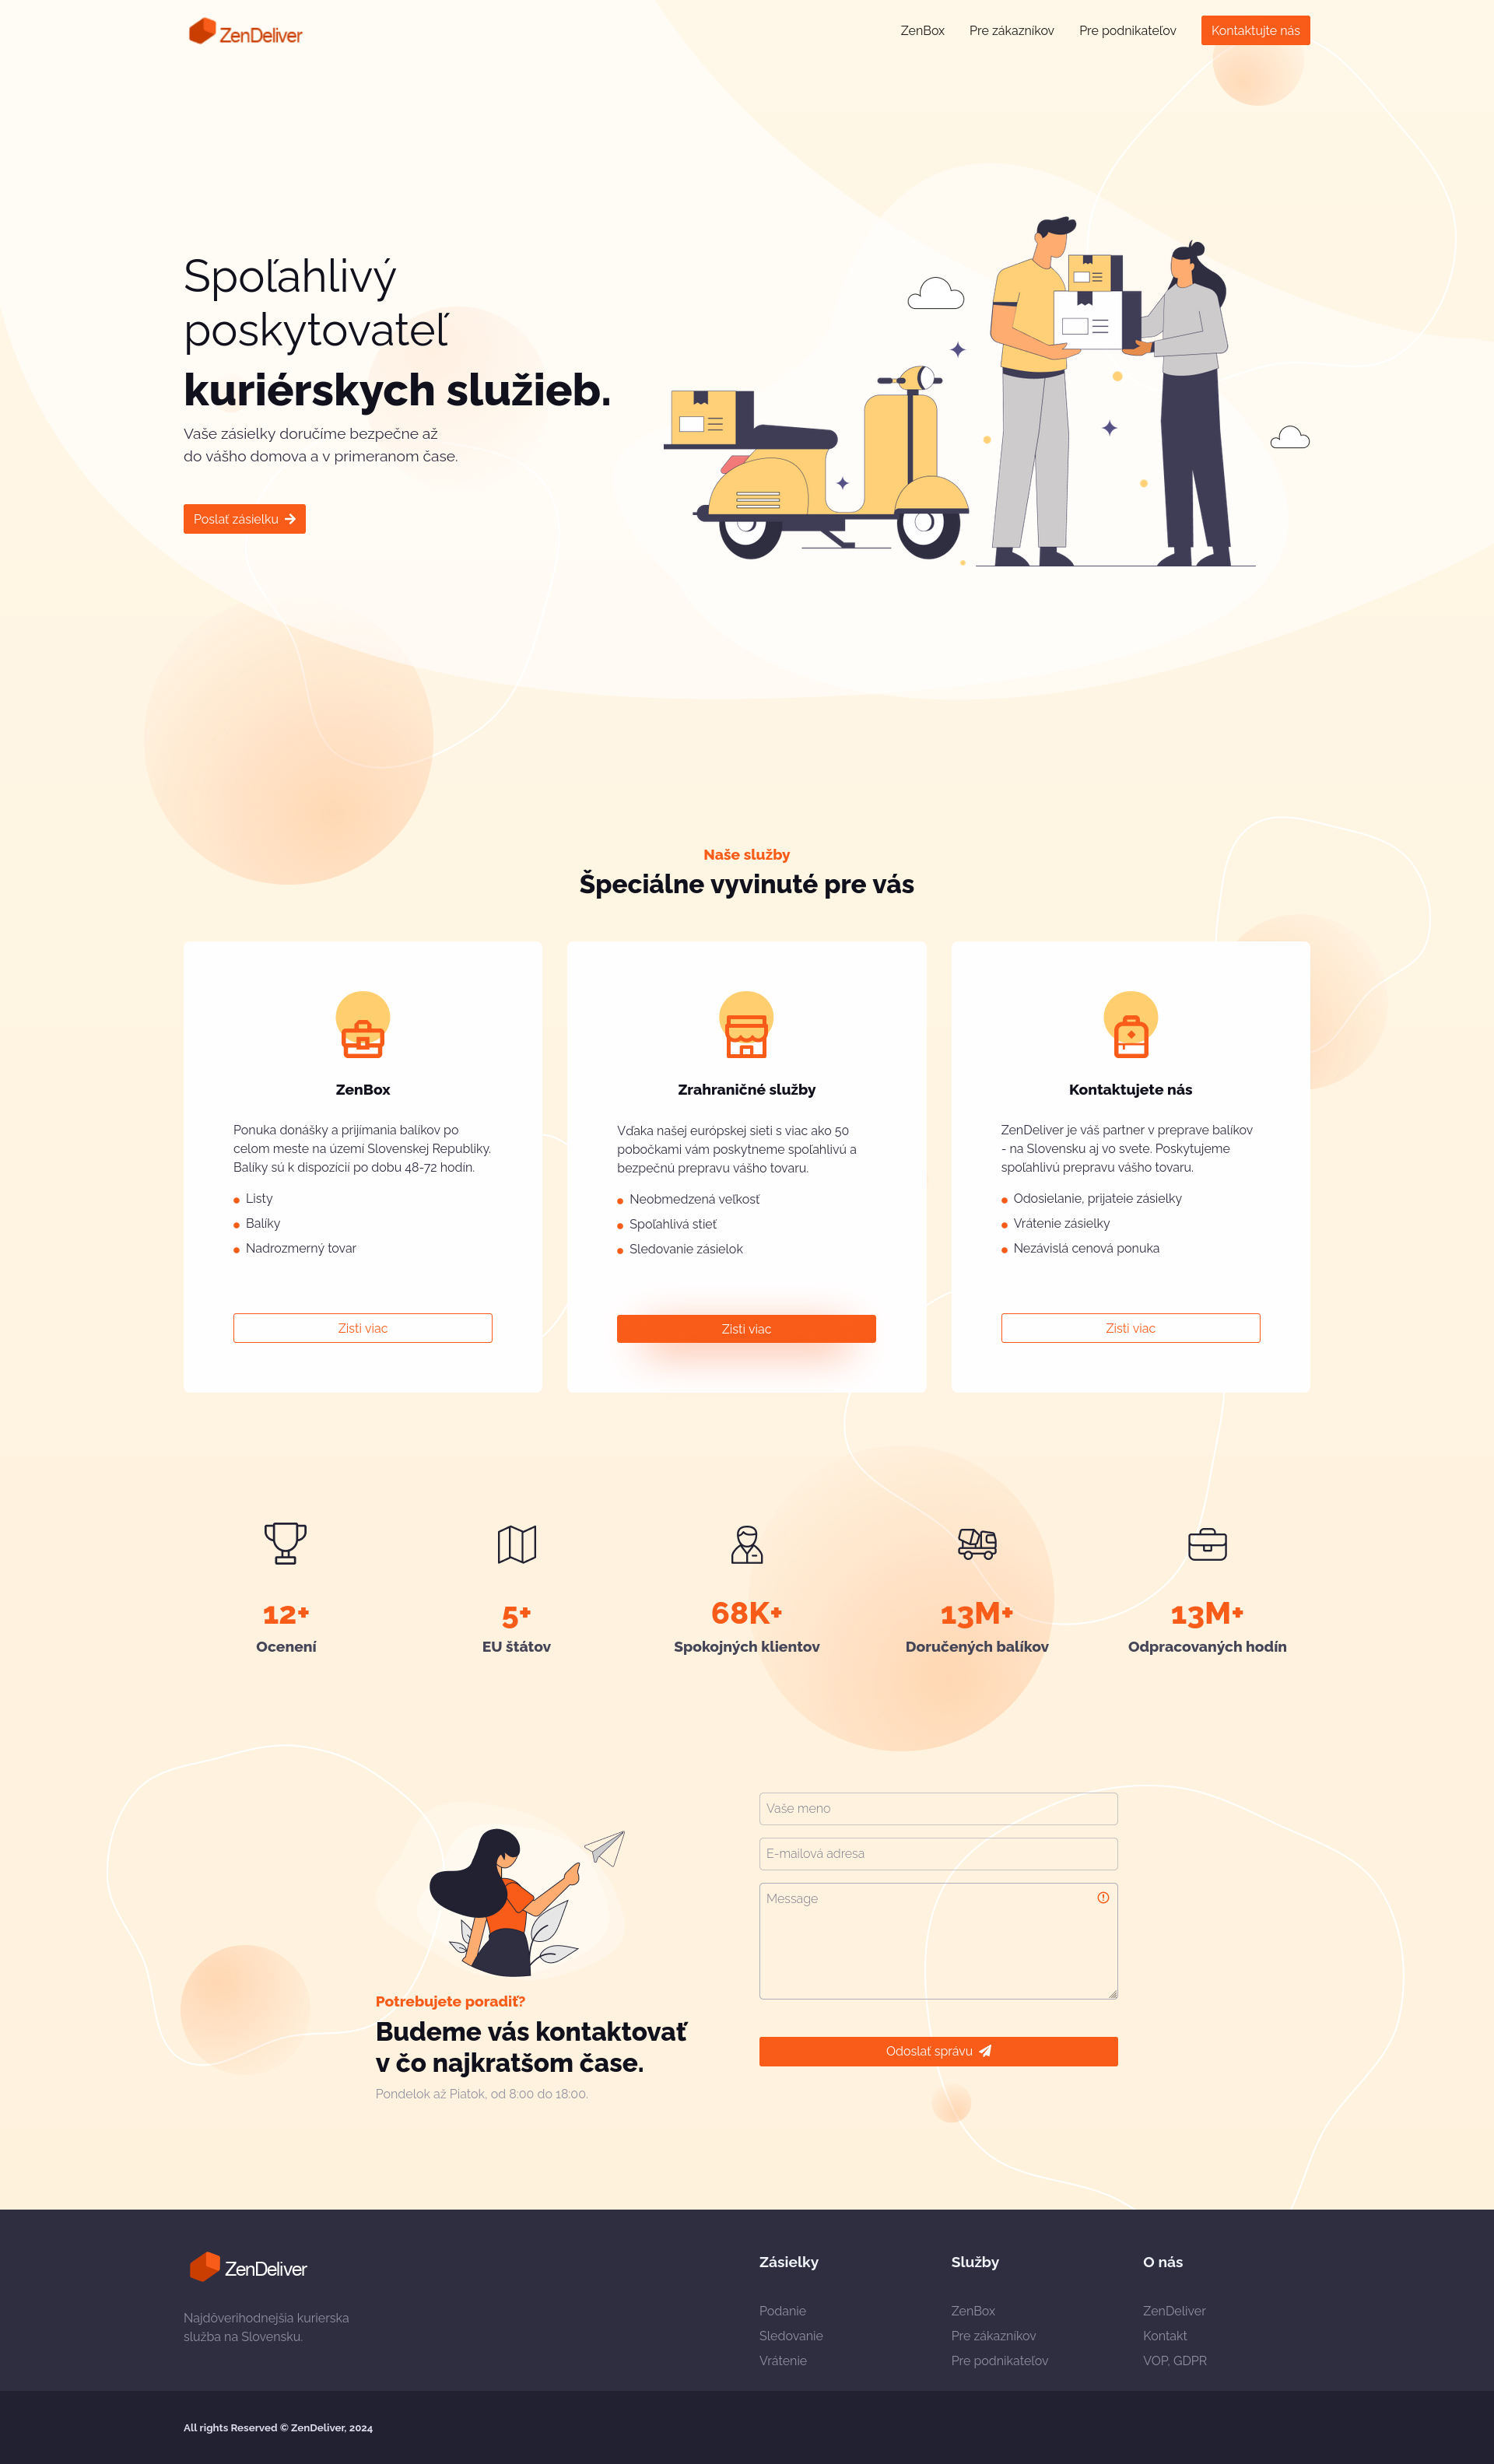 ZenDeliver
ZenBox
Pre zákazníkov
Pre podnikateľov
Kontaktujte nás
Spoľahlivý
poskytovateľ
kuriérskych služieb.
Vaše zásielky doručíme bezpečne až
do vášho domova a v primeranom čase.
Poslať zásielku
Naše služby
Špeciálne vyvinuté pre vás
ZenBox
Ponuka donášky a prijímania balíkov po
celom meste na území Slovenskej Republiky.
Balíky sú k dispozícii po dobu 48-72 hodín.
Listy
Balíky
Nadrozmerný tovar
Zisti viac
Zrahraničné služby
Vďaka našej európskej sieti s viac ako 50
pobočkami vám poskytneme spoľahlivú a
bezpečnú prepravu vášho tovaru.
Neobmedzená veľkosť
Spoľahlivá stieť
Sledovanie zásielok
Zisti viac
Kontaktujete nás
ZenDeliver je váš partner v preprave balíkov
- na Slovensku aj vo svete. Poskytujeme
spoľahlivú prepravu vášho tovaru.
Odosielanie, prijateie zásielky
Vrátenie zásielky
Nezávislá cenová ponuka
Zisti viac
12+
Ocenení
5+
EU štátov
68K+
Spokojných klientov
13M+
Doručených balíkov
13M+
Odpracovaných hodín
Potrebujete poradiť?
Budeme vás kontaktovať
v čo najkratšom čase.
Pondelok až Piatok, od 8:00 do 18:00.
Vaše meno
E-mailová adresa
Message
Odoslať správu
ZenDeliver
Najdôverihodnejšia kurierska
služba na Slovensku.
Zásielky
Podanie
Sledovanie
Vrátenie
Služby
ZenBox
Pre zákazníkov
Pre podnikateľov
O nás
ZenDeliver
Kontakt
VOP, GDPR
All rights Reserved © ZenDeliver, 2024